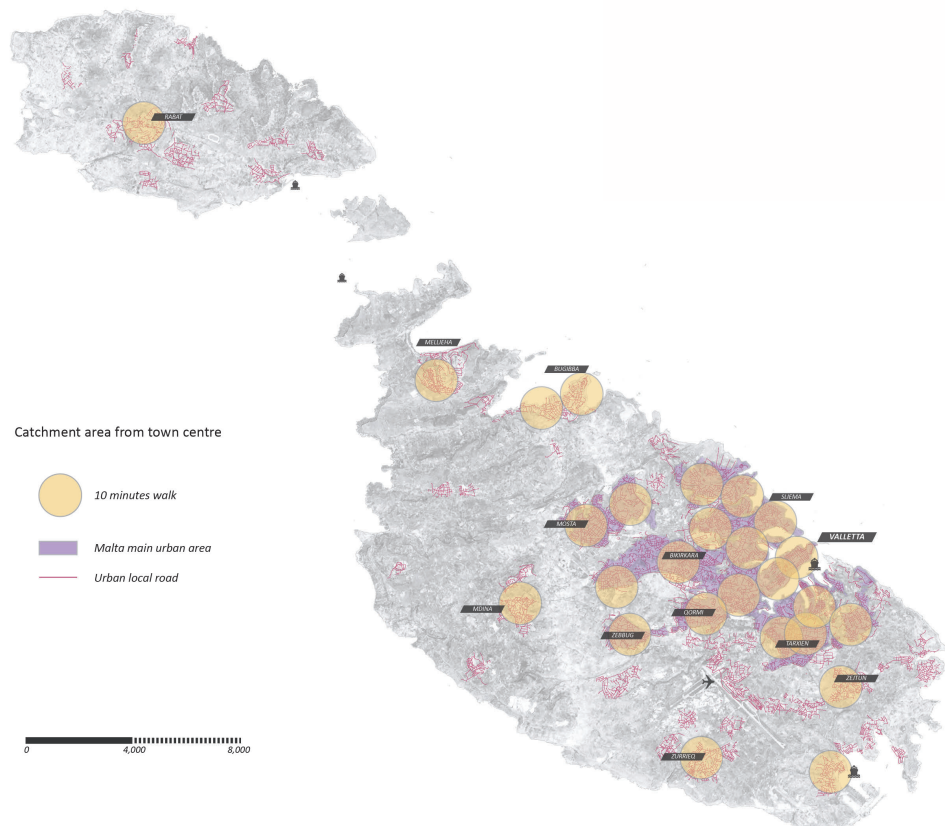 RABAT
MELLIEHA
BUGIBBA
Catchment area from town centre
10 minutes walk
SLIEMA
MOSTA
Malta main urban area
VALLETTA
BIKIRKARA
Urban local road
MDINA
QORMI
ZEBBUG
TARXIEN
ZEJTUN
0
4,000
8,000
ZURRIEQ